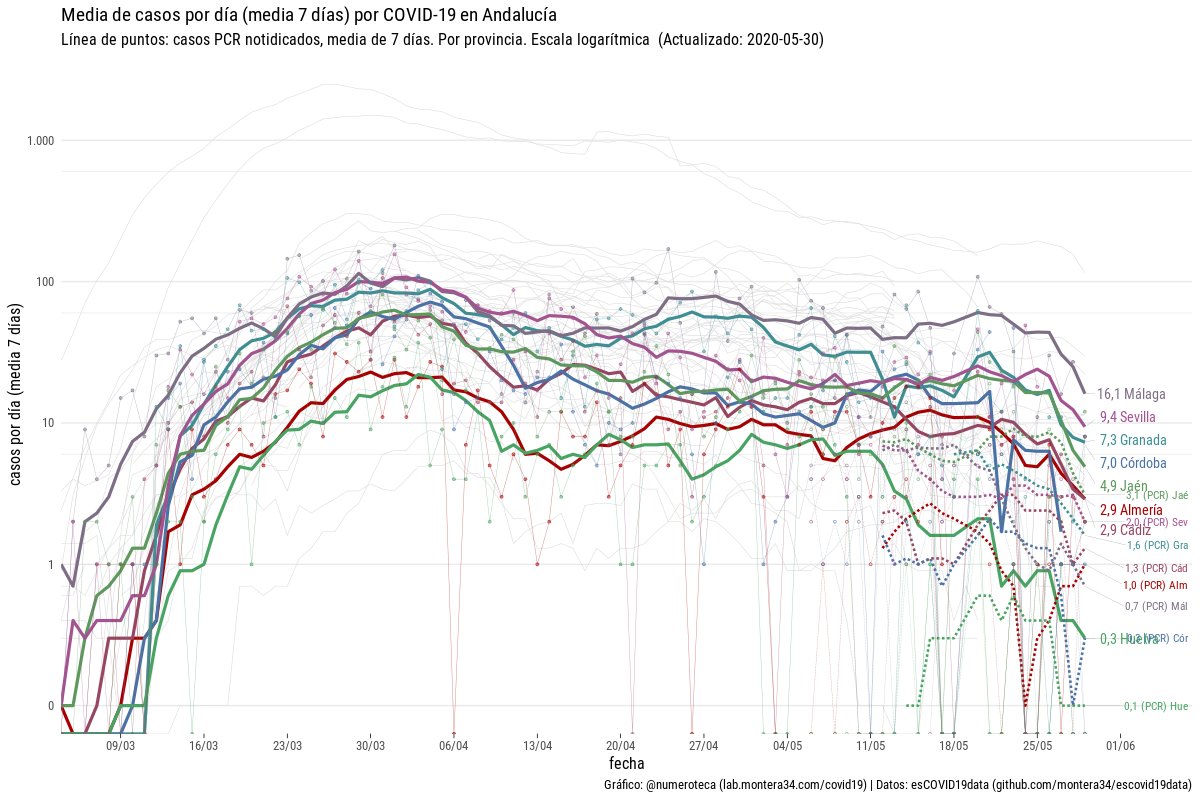 Media de casos por día (media 7 días) por COVID-19 en Andalucía
Línea de puntos: casos PCR notidicados, media de 7 días. Por provincia. Escala logarítmica (Actualizado: 2020-05-30)
casos por día (media 7 días)
1.000
100
10
1
0
16,1 Málaga
9,4 Sevilla
7,3 Granada
7,0 Córdoba
4,9 Jaén
3,1 (PCR) Jaé
2,9 Almería
2,0 (PCR) Sev
2,9 Cádiz
1,6 (PCR) Gra
1,3 (PCR) Cád
1,0 (PCR) Alm
0,7 (PCR) Mál
0,3 Huelva
0,3 (PCR) Cór
0,1 (PCR) Hue
09/03 16/03 23/03 30/03 06/04 13/04 20/04 27/04 04/05 11/05 18/05 25/05 01/06
fecha
Gráfico: @numeroteca (lab.montera34.com/covid19) | Datos: esCOVID19data (github.com/montera34/escovid19data)